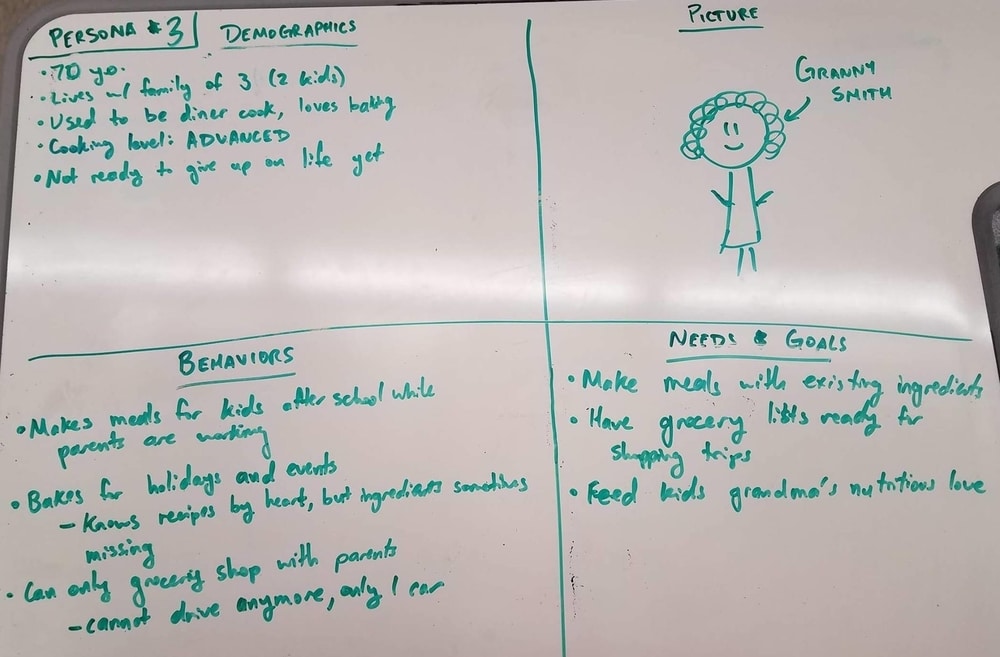 PERSONA #3
DEMOGRAPHICS
• 70 yo.
• Lives w/ family of 3 (2 kids)
• Used to be diner cook, loves baking
• Cooking level: ADVANCED
• Not ready to give up on life yet
PICTURE
GRANNY
SMITH
BEHAVIORS
• Makes meals for kids after school while
parents are working
• Bakes for holidays and events
- Knows recipes by heart, but ingredients sometimes
missing
• Can only grocery shop with parents
- cannot drive anymore, only 1 car
NEEDS & GOALS
• Make meals with existing ingredients
• Have grocery lists ready for
shopping trips
• Feed kids grandma's nutritious love